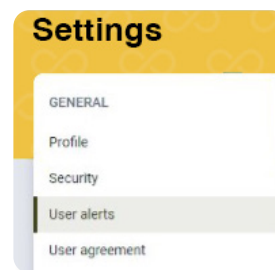 Settings
GENERAL
Profile
Security
User alerts
User agreement